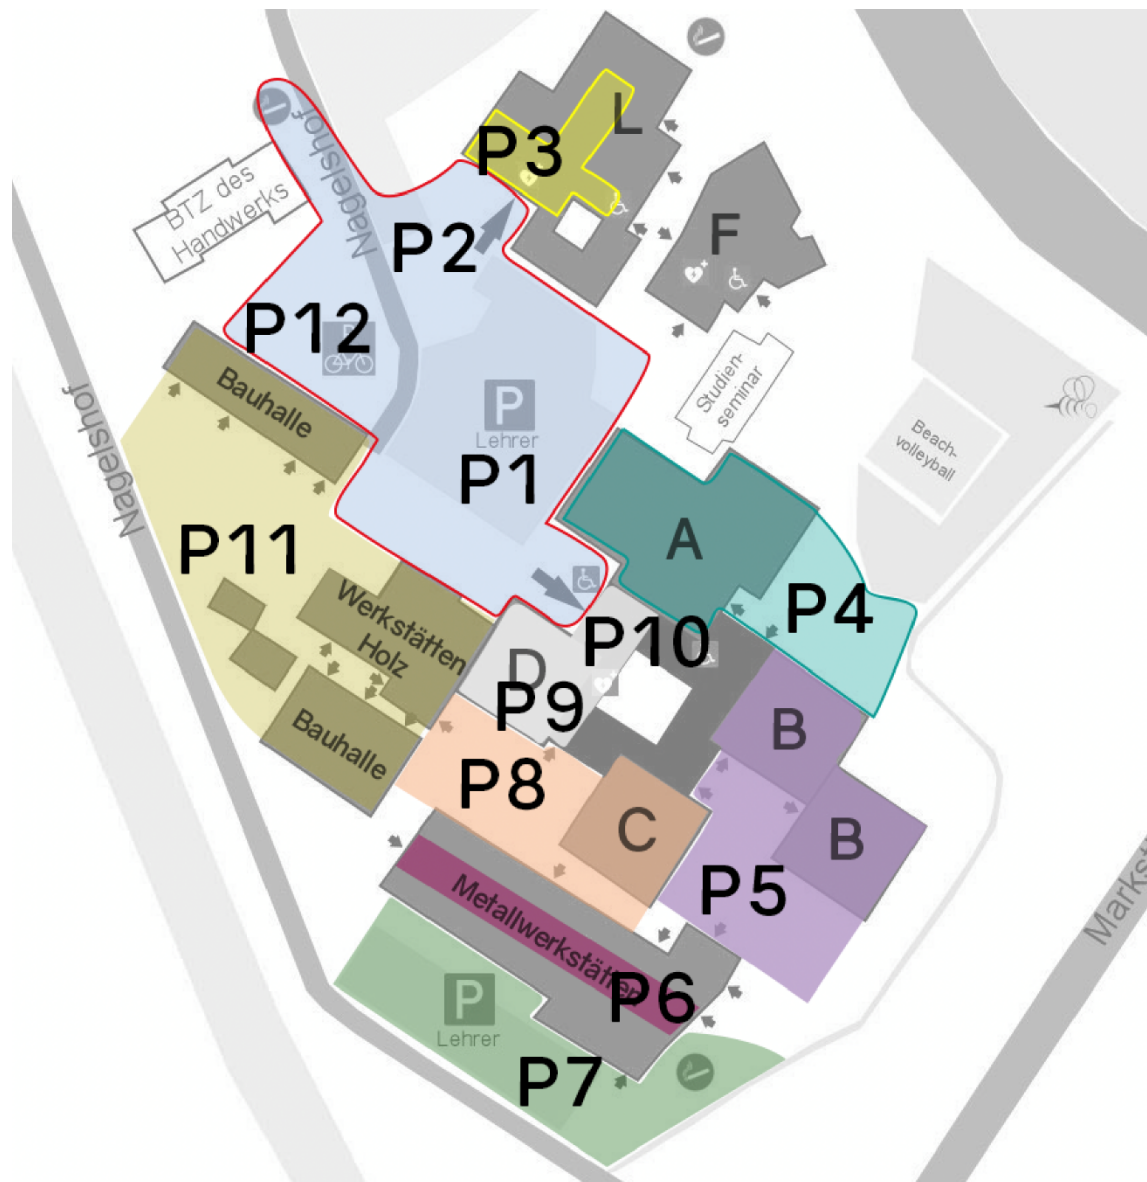 L
P3
Nagelshof
BTZ des
Handwerks
Nagelshof
P2
F
P12
P
Bauhalle
P
Lehrer
Studien-
seminar
Nagelshof
Beach-
volleyball
P1
A
P11
Werkstätten
Holz
P4
P10
D
P9
B
Bauhalle
P8
C
B
P5
Metallwerkstätten
P6
P
Lehrer
P7